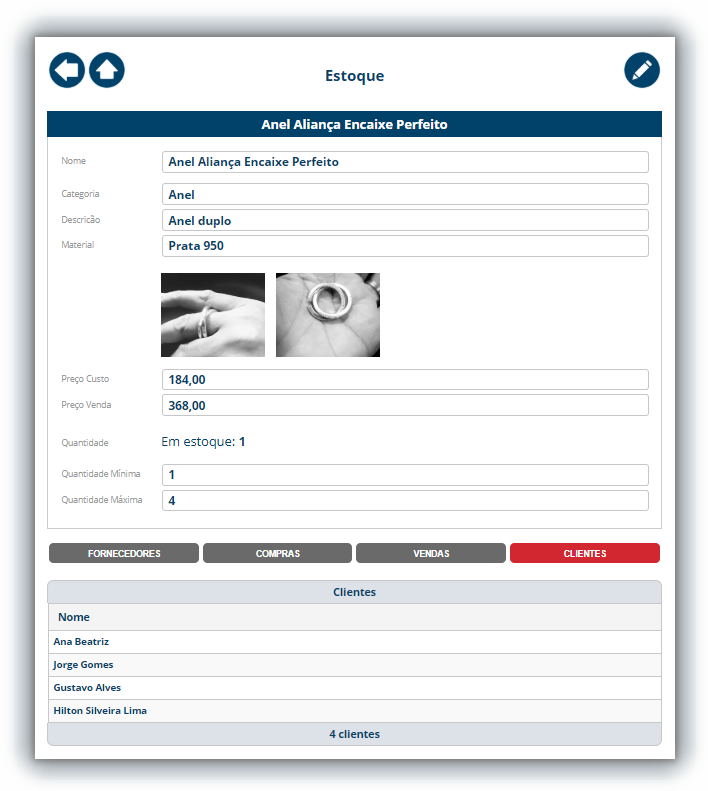 Estoque
Anel Aliança Encaixe Perfeito
Nome Anel Aliança Encaixe Perfeito
Categoria Anel
Descricão Anel duplo
Material Prata 950
Preço Custo 184,00
Preço Venda 368,00
Quantidade Em estoque: 1
Quantidade Mínima 1
Quantidade Máxima 4
FORNECEDORES COMPRAS VENDAS CLIENTES
Clientes
Nome
Ana Beatriz
Jorge Gomes
Gustavo Alves
Hilton Silveira Lima
4 clientes